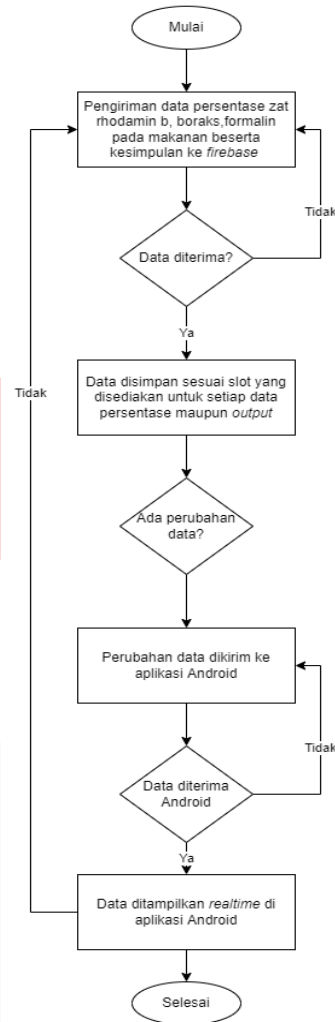 Mulai
Pengiriman data persentase zat
rhodamin b, boraks,formalin
pada makanan beserta
kesimpulan ke firebase
Tidak
Data diterima?
Ya
Data disimpan sesuai slot yang
disediakan untuk setiap data
persentase maupun output
Tidak
Ada perubahan
data?
Perubahan data dikirim ke
aplikasi Android
Tidak
Data diterima
Android
Ya
Data ditampilkan realtime di
aplikasi Android
Selesai